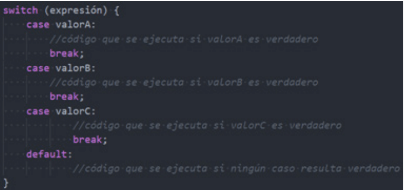 switch (expresión) {
case valorA:
//código que se ejecuta si valorA es verdadero
break;
case valorB:
//código que se ejecuta si valorB es verdadero
break;
case valorC:
//código que se ejecuta si valorC es verdadero
break;
default:
//código que se ejecuta si ningún caso resulta verdadero
}